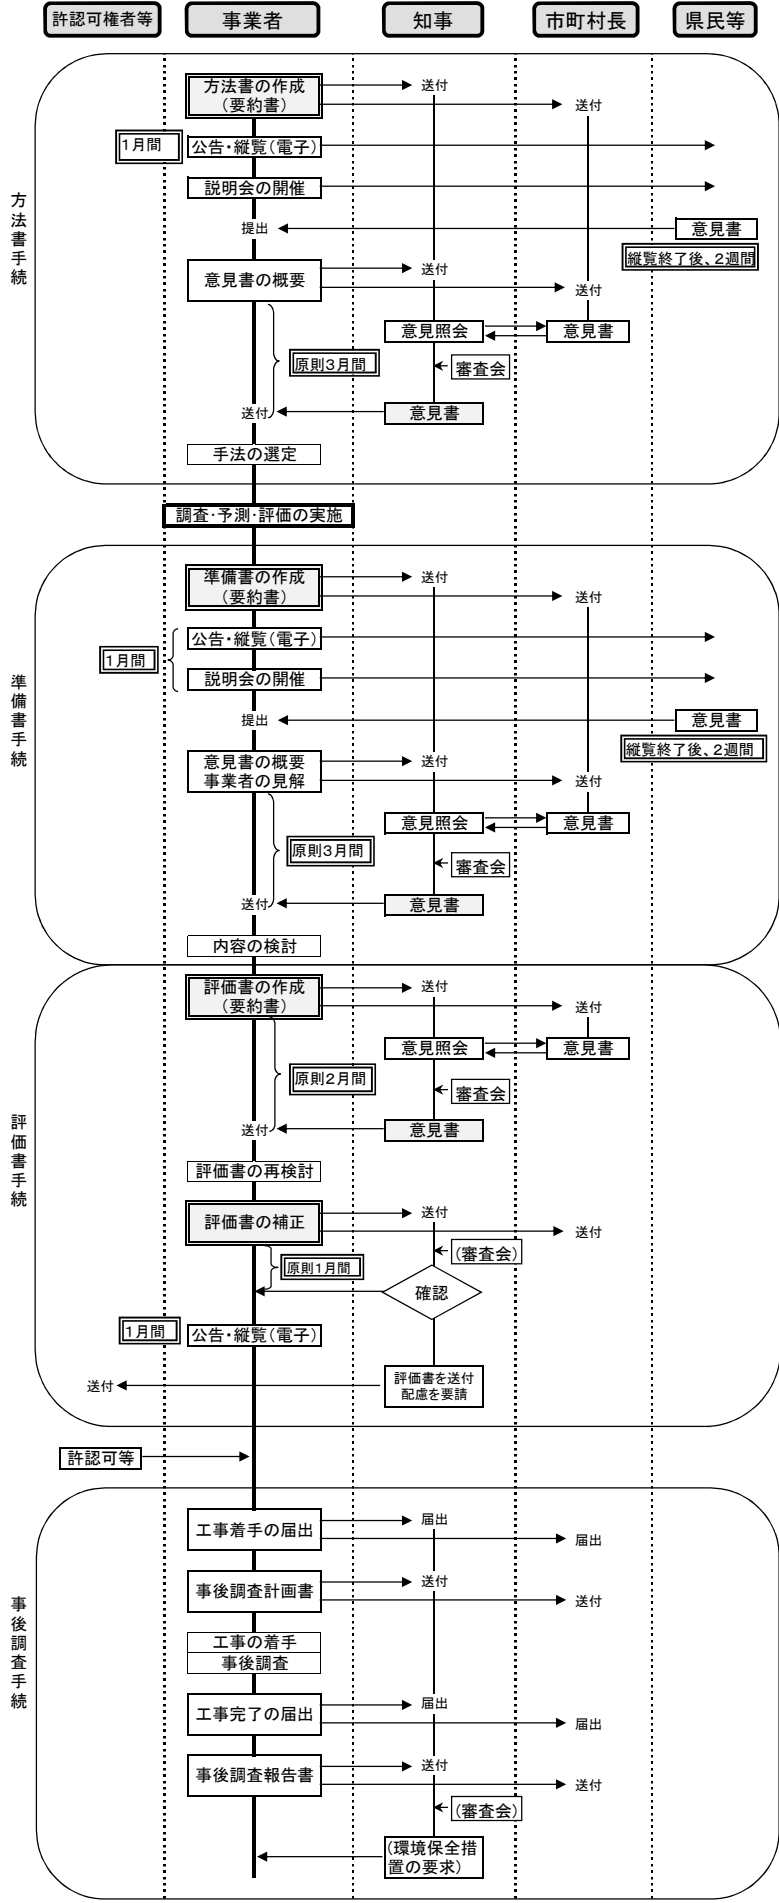 許認可権者等
事業者
知事
市町村長
県民等
方法書手続
方法書の作成
(要約書)
送付
送付
1月間
公告・縦覧(電子)
説明会の開催
提出
意見書
縦覧終了後、2週間
意見書の概要
送付
送付
意見照会
意見書
原則3月間
審査会
送付
意見書
手法の選定
調査・予測・評価の実施
準備書手続
準備書の作成
(要約書)
送付
送付
公告・縦覧(電子)
1月間
説明会の開催
提出
意見書
縦覧終了後、2週間
意見書の概要
事業者の見解
送付
送付
意見照会
意見書
原則3月間
審査会
送付
意見書
内容の検討
評価書手続
評価書の作成
(要約書)
送付
送付
意見照会
意見書
原則2月間
審査会
送付
意見書
評価書の再検討
評価書の補正
送付
送付
(審査会)
原則1月間
確認
1月間
公告・縦覧(電子)
送付
評価書を送付
配慮を要請
許認可等
事後調査手続
工事着手の届出
届出
届出
事後調査計画書
送付
送付
工事の着手
事後調査
工事完了の届出
届出
届出
事後調査報告書
送付
送付
(審査会)
(環境保全措
置の要求)